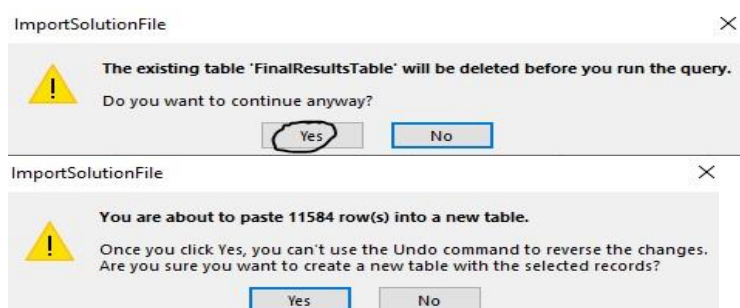 ImportSolutionFile
The existing table 'FinalResultsTable' will be deleted before you run the query.
Do you want to continue anyway?
Yes No
ImportSolutionFile
You are about to paste 11584 row(s) into a new table.
Once you click Yes, you can't use the Undo command to reverse the changes.
Are you sure you want to create a new table with the selected records?
Yes No